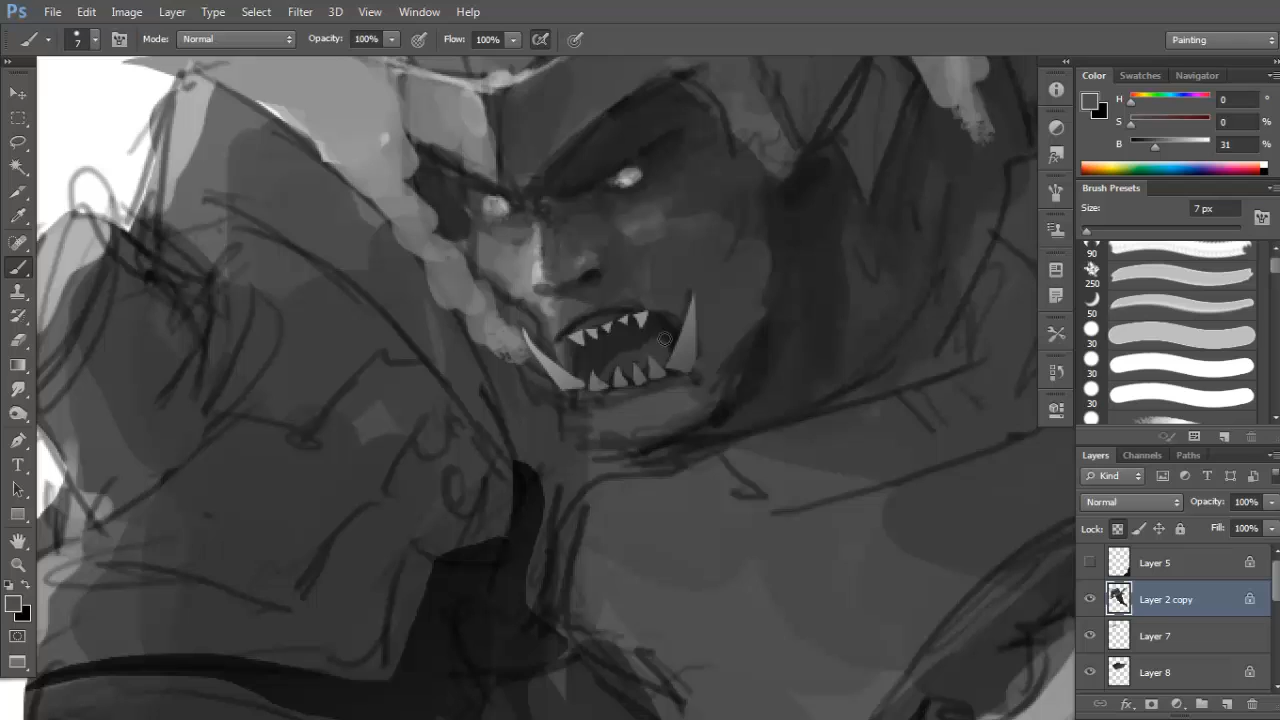 Ps File Edit Image Layer Type Select Filter 3D View Window Help
7 Mode: Normal Opacity: 100% Flow: 100% Painting
Color Swatches Navigator
H 0 °
S 0 %
B 31 %
Brush Presets
Size: 7 px
90
250
50
30
30
30
Layers Channels Paths
Kind
Normal Opacity: 100%
Lock: Fill: 100%
Layer 5
Layer 2 copy
Layer 7
Layer 8